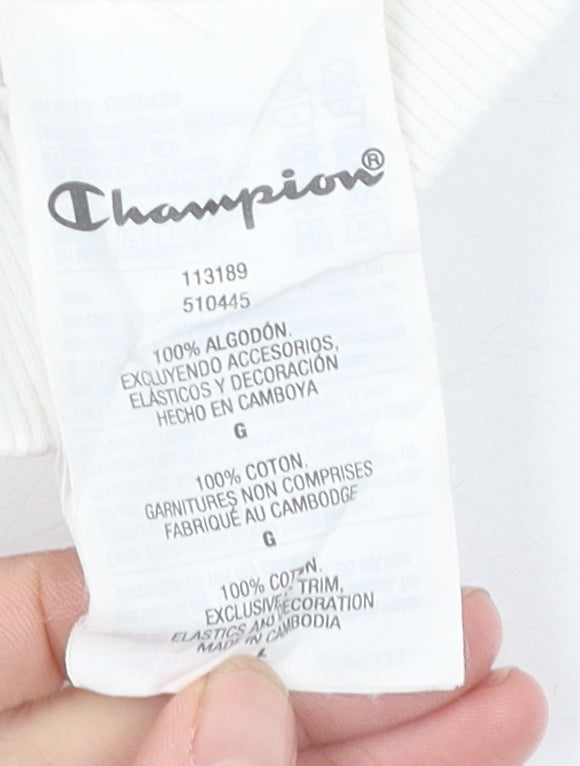 Champion®
113189
510445
100% ALGODÓN.
EXCLUYENDO ACCESORIOS,
ELÁSTICOS Y DECORACIÓN
HECHO EN CAMBOYA
G
100% COTON.
GARNITURES NON COMPRISES
FABRIQUÉ AU CAMBODGE
G
100% COTON.
EXCLUSIVE TRIM,
ELASTICS AND DECORATION
MADE IN CAMBODIA
L